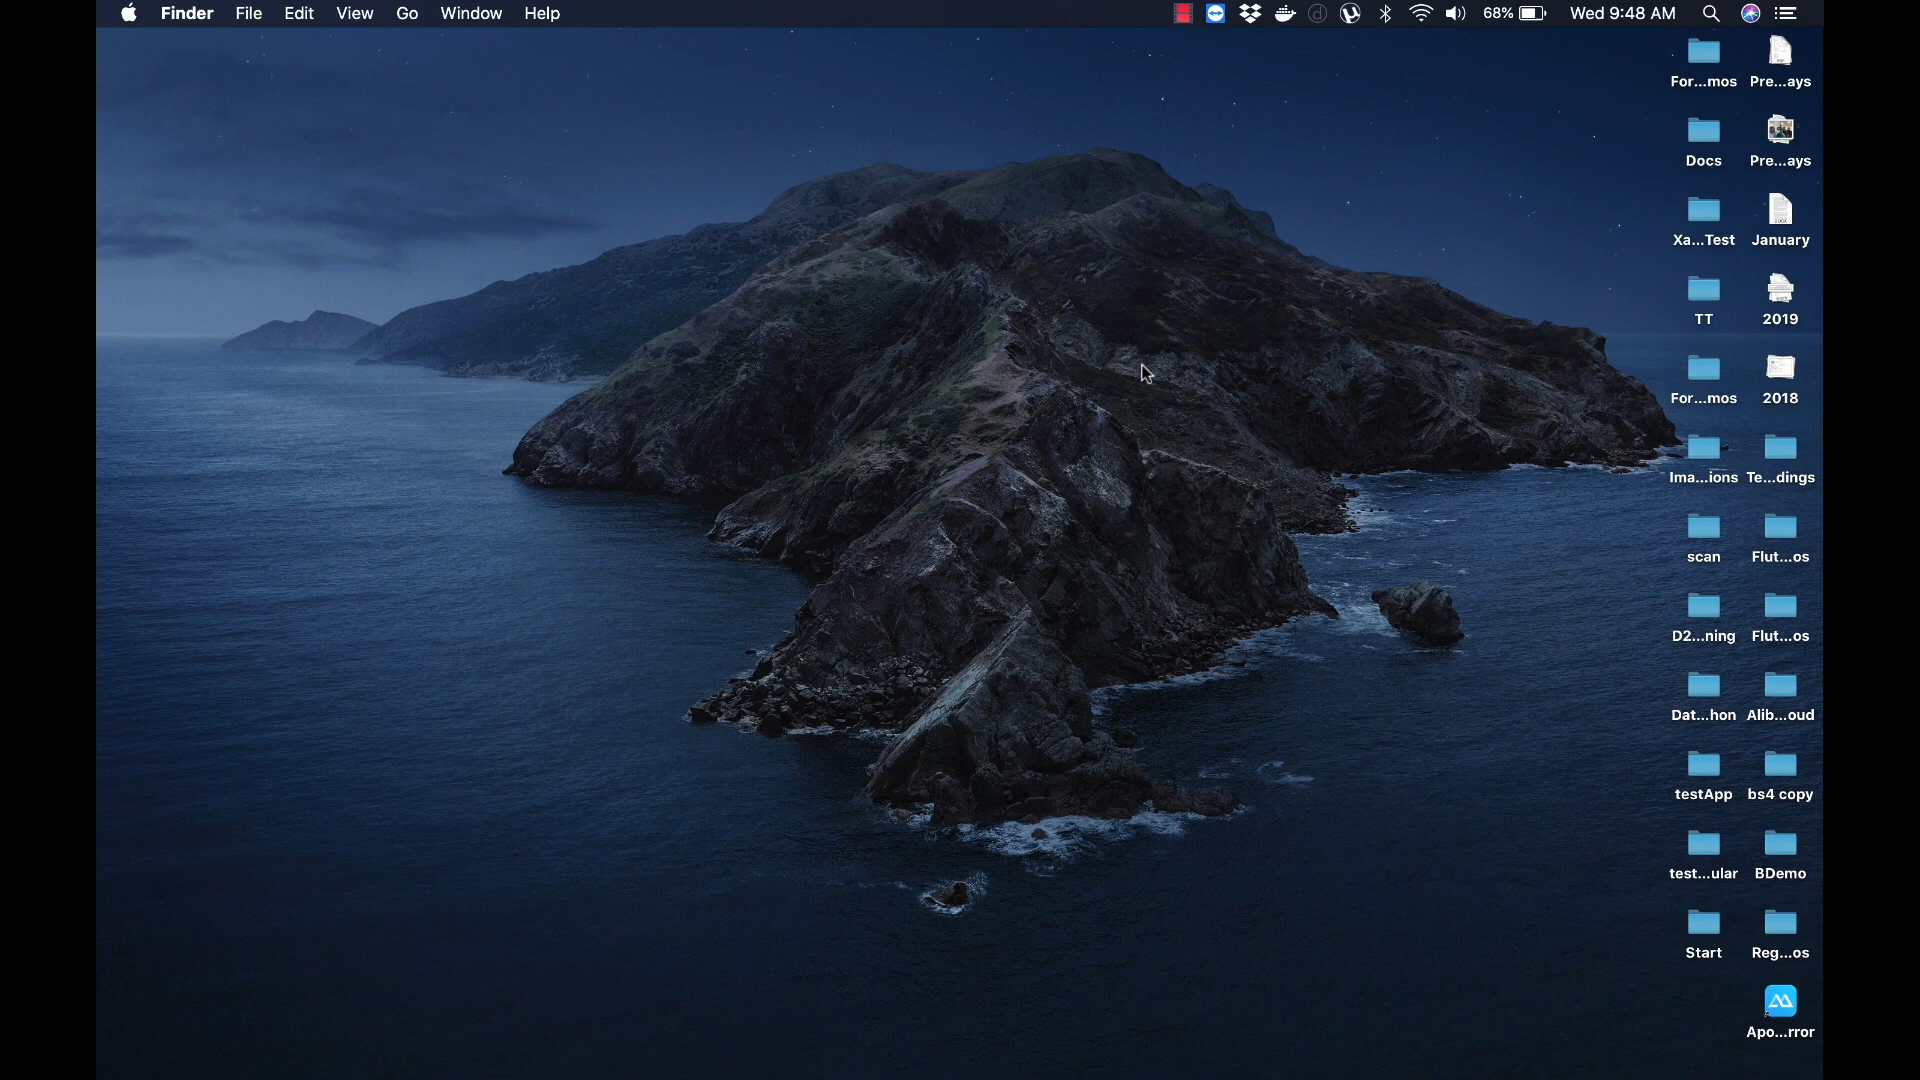 Finder File Edit View Go Window Help 68% Wed 9:48 AM
For...mos Pre...ays
Docs Pre...ays
Xa...Test January
TT 2019
For...mos 2018
Ima...ions Te...dings
scan Flut...os
D2...ning Flut...os
Dat...hon Alib...oud
testApp bs4 copy
test...ular BDemo
Start Reg...os
Apo...rror